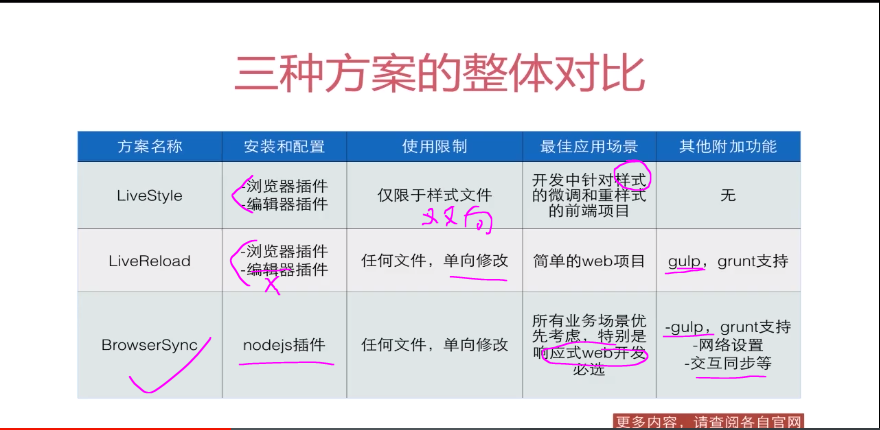 三种方案的整体对比
方案名称 安装和配置 使用限制 最佳应用场景 其他附加功能
LiveStyle
-浏览器插件
-编辑器插件
仅限于样式文件
双向
开发中针对样式
的微调和重样式
的前端项目
无
LiveReload
-浏览器插件
-编辑器插件
任何文件，单向修改
简单的web项目
gulp，grunt支持
BrowserSync
nodejs插件
任何文件，单向修改
所有业务场景优
先考虑，特别是
响应式web开发
必选
-gulp，grunt支持
-网络设置
-交互同步等
更多内容，请查阅各自官网